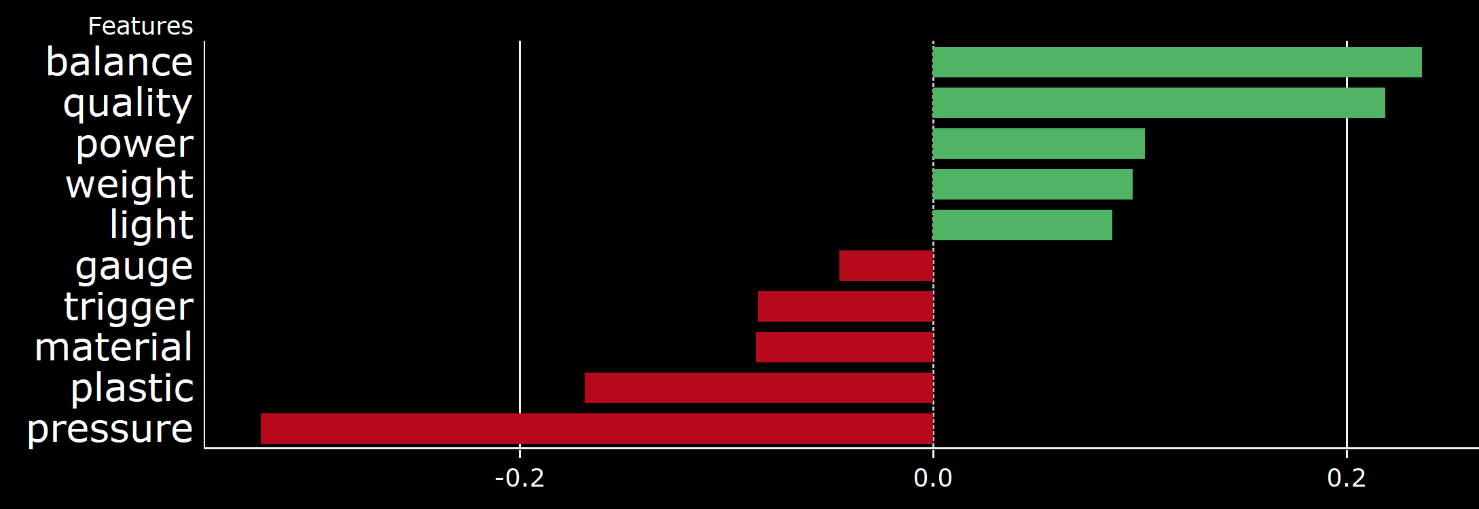 Features
balance
quality
power
weight
light
gauge
trigger
material
plastic
pressure
-0.2 0.0 0.2